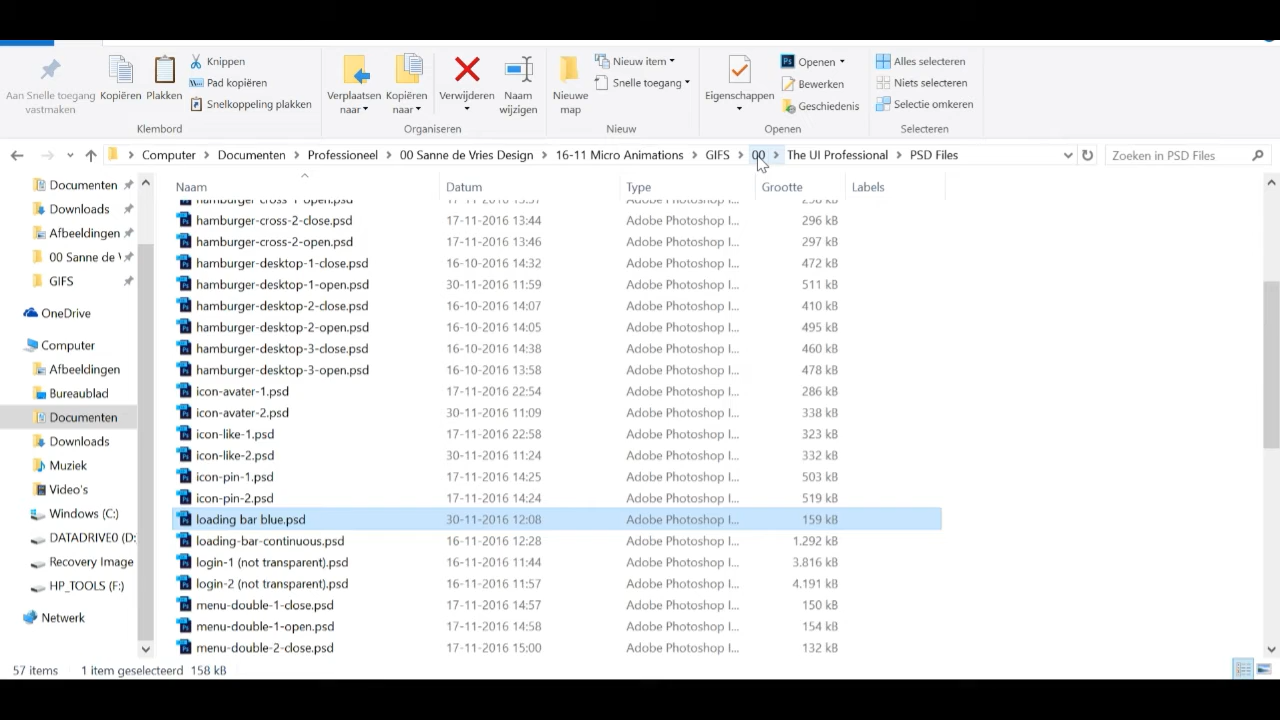 Aan Snelle toegang vastmaken
Kopiëren
Plakken
Knippen
Pad kopiëren
Snelkoppeling plakken
Klembord
Verplaatsen naar
Kopiëren naar
Verwijderen
Naam wijzigen
Organiseren
Nieuwe map
Nieuw item
Snelle toegang
Nieuw
Eigenschappen
Openen
Bewerken
Geschiedenis
Openen
Alles selecteren
Niets selecteren
Selectie omkeren
Selecteren
Computer > Documenten > Professioneel > 00 Sanne de Vries Design > 16-11 Micro Animations > GIFS > 00 > The UI Professional > PSD Files
Zoeken in PSD Files
Documenten
Downloads
Afbeeldingen
00 Sanne de V
GIFS
OneDrive
Computer
Afbeeldingen
Bureaublad
Documenten
Downloads
Muziek
Video's
Windows (C:)
DATADRIVE0 (D:
Recovery Image
HP_TOOLS (F:)
Netwerk
Naam Datum Type Grootte Labels
hamburger-cross-1-open.psd 17-11-2016 13:37 Adobe Photoshop I... 298 kB
hamburger-cross-2-close.psd 17-11-2016 13:44 Adobe Photoshop I... 296 kB
hamburger-cross-2-open.psd 17-11-2016 13:46 Adobe Photoshop I... 297 kB
hamburger-desktop-1-close.psd 16-10-2016 14:32 Adobe Photoshop I... 472 kB
hamburger-desktop-1-open.psd 30-11-2016 11:59 Adobe Photoshop I... 511 kB
hamburger-desktop-2-close.psd 16-10-2016 14:07 Adobe Photoshop I... 410 kB
hamburger-desktop-2-open.psd 16-10-2016 14:05 Adobe Photoshop I... 495 kB
hamburger-desktop-3-close.psd 16-10-2016 14:38 Adobe Photoshop I... 460 kB
hamburger-desktop-3-open.psd 16-10-2016 13:58 Adobe Photoshop I... 478 kB
icon-avater-1.psd 17-11-2016 22:54 Adobe Photoshop I... 286 kB
icon-avater-2.psd 30-11-2016 11:09 Adobe Photoshop I... 338 kB
icon-like-1.psd 17-11-2016 22:58 Adobe Photoshop I... 323 kB
icon-like-2.psd 30-11-2016 11:24 Adobe Photoshop I... 332 kB
icon-pin-1.psd 17-11-2016 14:25 Adobe Photoshop I... 503 kB
icon-pin-2.psd 17-11-2016 14:24 Adobe Photoshop I... 519 kB
loading bar blue.psd 30-11-2016 12:08 Adobe Photoshop I... 159 kB
loading-bar-continuous.psd 16-11-2016 12:28 Adobe Photoshop I... 1.292 kB
login-1 (not transparent).psd 16-11-2016 11:44 Adobe Photoshop I... 3.816 kB
login-2 (not transparent).psd 16-11-2016 11:57 Adobe Photoshop I... 4.191 kB
menu-double-1-close.psd 17-11-2016 14:57 Adobe Photoshop I... 150 kB
menu-double-1-open.psd 17-11-2016 14:58 Adobe Photoshop I... 154 kB
menu-double-2-close.psd 17-11-2016 15:00 Adobe Photoshop I... 132 kB
57 items 1 item geselecteerd 158 kB